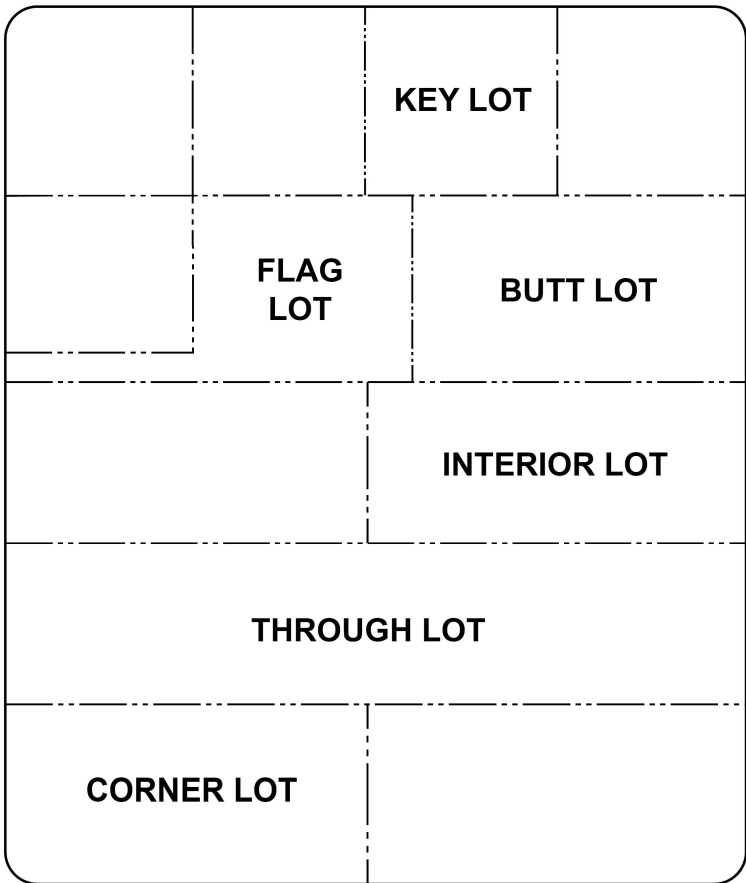 KEY LOT
FLAG
LOT
BUTT LOT
INTERIOR LOT
THROUGH LOT
CORNER LOT